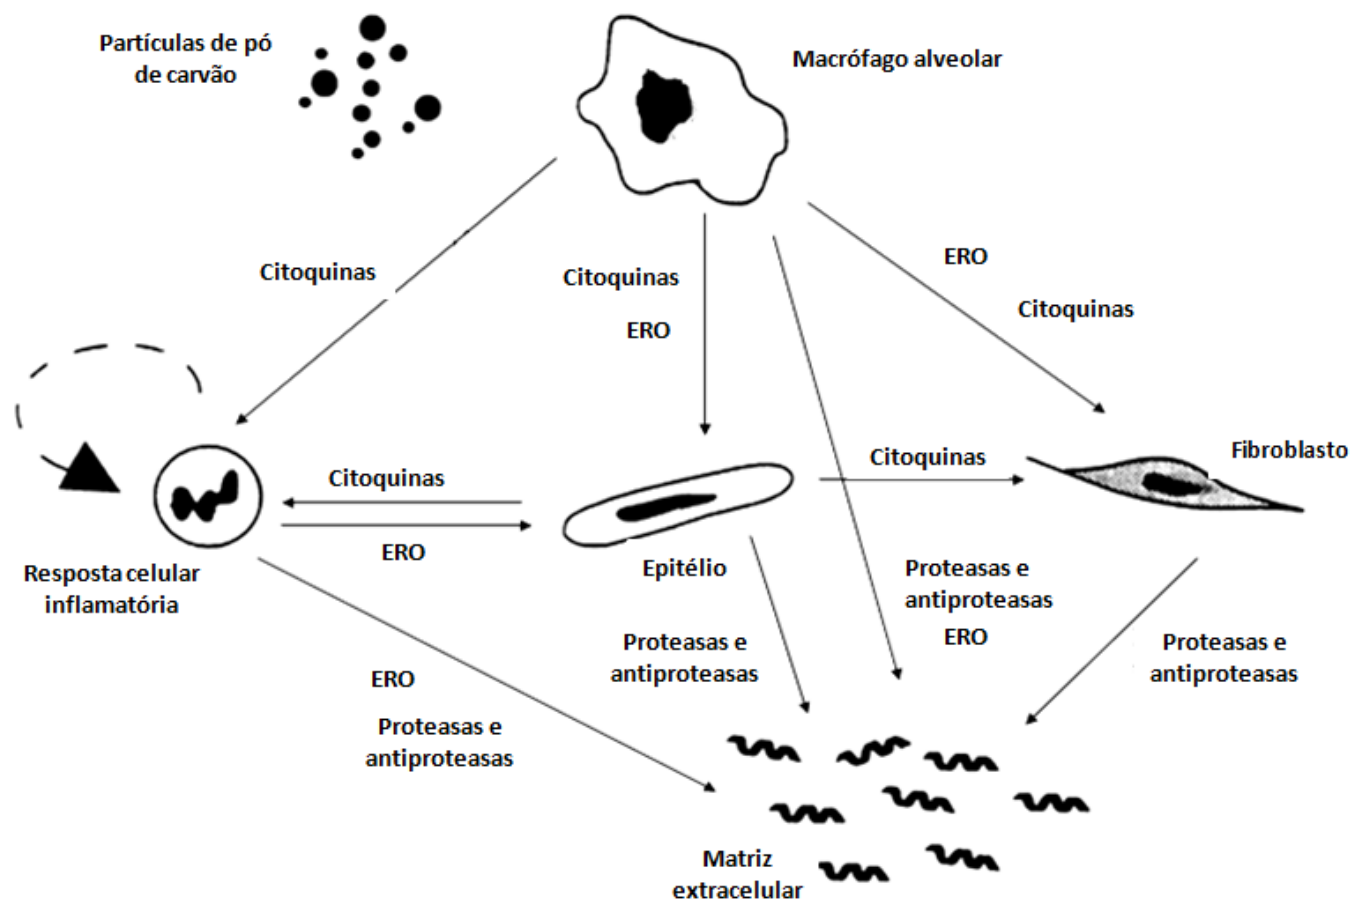 Partículas de pó
de carvão
Macrófago alveolar
Citoquinas
Citoquinas
ERO
ERO
Citoquinas
Citoquinas
ERO
Citoquinas
Fibroblasto
Resposta celular
inflamatória
Epitélio
Proteasas e
antiproteasas
ERO
Proteasas e
antiproteasas
Proteasas e
antiproteasas
ERO
Proteasas e
antiproteasas
Matriz
extracelular